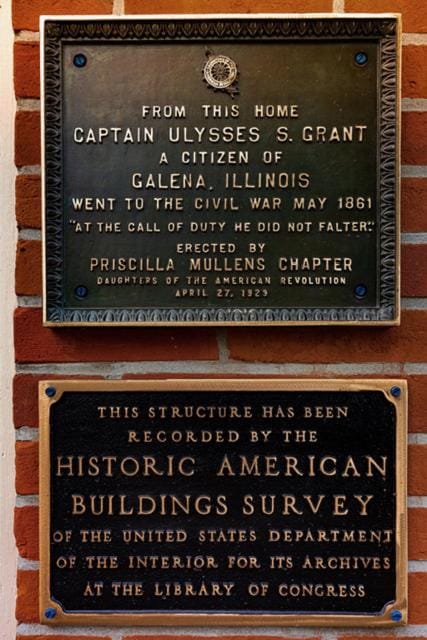 FROM THIS HOME
CAPTAIN ULYSSES S. GRANT
A CITIZEN OF
GALENA, ILLINOIS
WENT TO THE CIVIL WAR MAY 1861
"AT THE CALL OF DUTY HE DID NOT FALTER."
ERECTED BY
PRISCILLA MULLENS CHAPTER
DAUGHTERS OF THE AMERICAN REVOLUTION
APRIL 27, 1929
THIS STRUCTURE HAS BEEN
RECORDED BY THE
HISTORIC AMERICAN
BUILDINGS SURVEY
OF THE UNITED STATES DEPARTMENT
OF THE INTERIOR FOR ITS ARCHIVES
AT THE LIBRARY OF CONGRESS